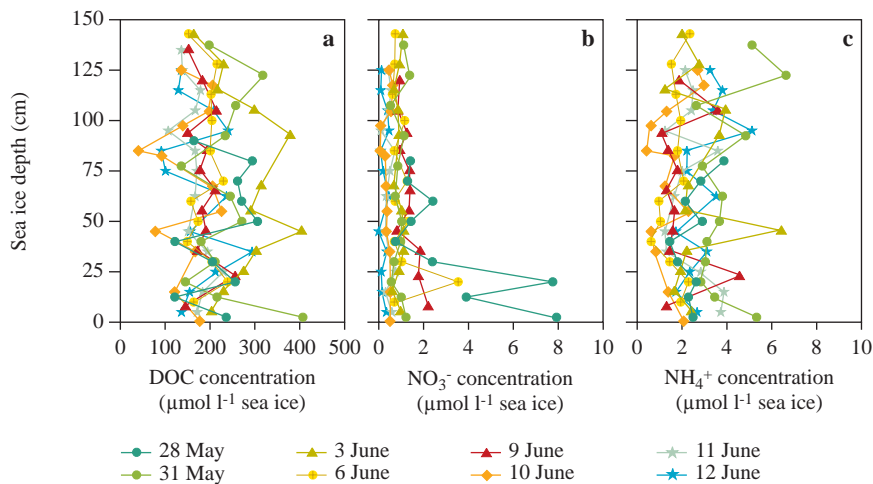 150
125
100
75
50
25
0
Sea ice depth (cm)
a
b
c
0 100 200 300 400 500
0 2 4 6 8 10
0 2 4 6 8 10
DOC concentration
(µmol l⁻¹ sea ice)
NO₃⁻ concentration
(µmol l⁻¹ sea ice)
NH₄⁺ concentration
(µmol l⁻¹ sea ice)
28 May
31 May
3 June
6 June
9 June
10 June
11 June
12 June